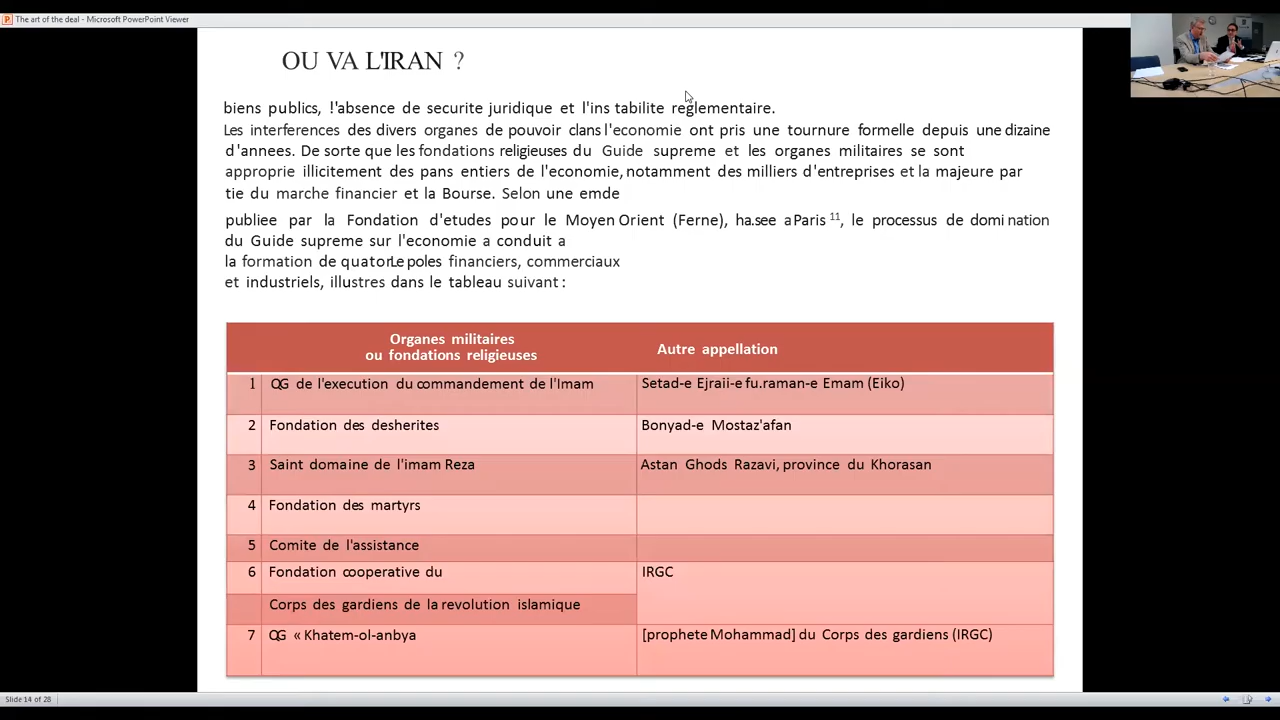 The art of the deal - Microsoft PowerPoint Viewer
OU VA L'IRAN ?
biens publics, !'absence de securite juridique et l'ins tabilite reglementaire.
Les interferences des divers organes de pouvoir clans l'economie ont pris une tournure formelle depuis une dizaine
d'annees. De sorte que les fondations religieuses du Guide supreme et les organes militaires se sont
approprie illicitement des pans entiers de l'economie, notamment des milliers d'entreprises et la majeure par
tie du marche financier et la Bourse. Selon une emde
publiee par la Fondation d'etudes pour le Moyen Orient (Ferne), ha.see a Paris 11, le processus de domi nation
du Guide supreme sur l'economie a conduit a
la formation de quatorLe poles financiers, commerciaux
et industriels, illustres dans le tableau suivant :
Organes militaires
ou fondations religieuses
Autre appellation
1 QG de l'execution du commandement de l'Imam Setad-e Ejraii-e fu.raman-e Emam (Eiko)
2 Fondation des desherites Bonyad-e Mostaz'afan
3 Saint domaine de l'imam Reza Astan Ghods Razavi, province du Khorasan
4 Fondation des martyrs
5 Comite de l'assistance
6 Fondation cooperative du IRGC
Corps des gardiens de la revolution islamique
7 QG « Khatem-ol-anbya [prophete Mohammad] du Corps des gardiens (IRGC)
Slide 14 of 28